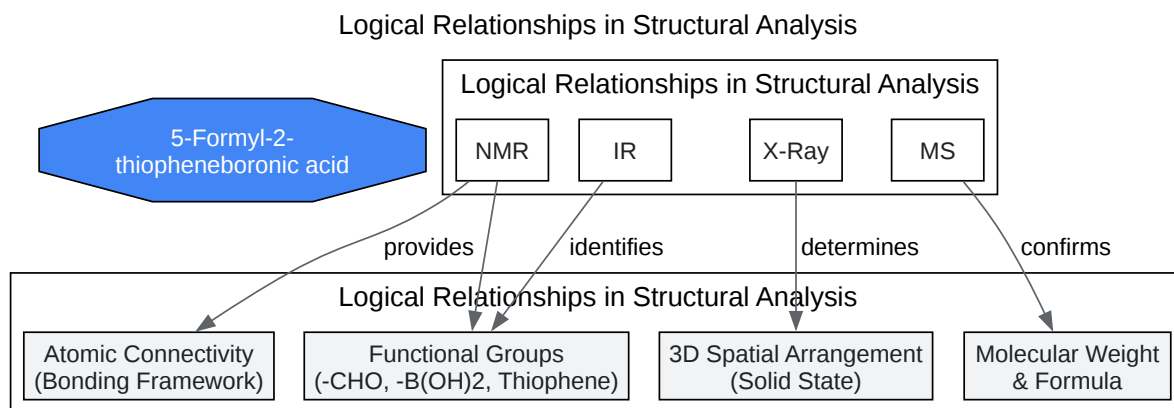 Logical Relationships in Structural Analysis
Logical Relationships in Structural Analysis
5-Formyl-2-
thiopheneboronic acid
NMR
IR
X-Ray
MS
provides
identifies
determines
confirms
Logical Relationships in Structural Analysis
Atomic Connectivity
(Bonding Framework)
Functional Groups
(-CHO, -B(OH)2, Thiophene)
3D Spatial Arrangement
(Solid State)
Molecular Weight
& Formula